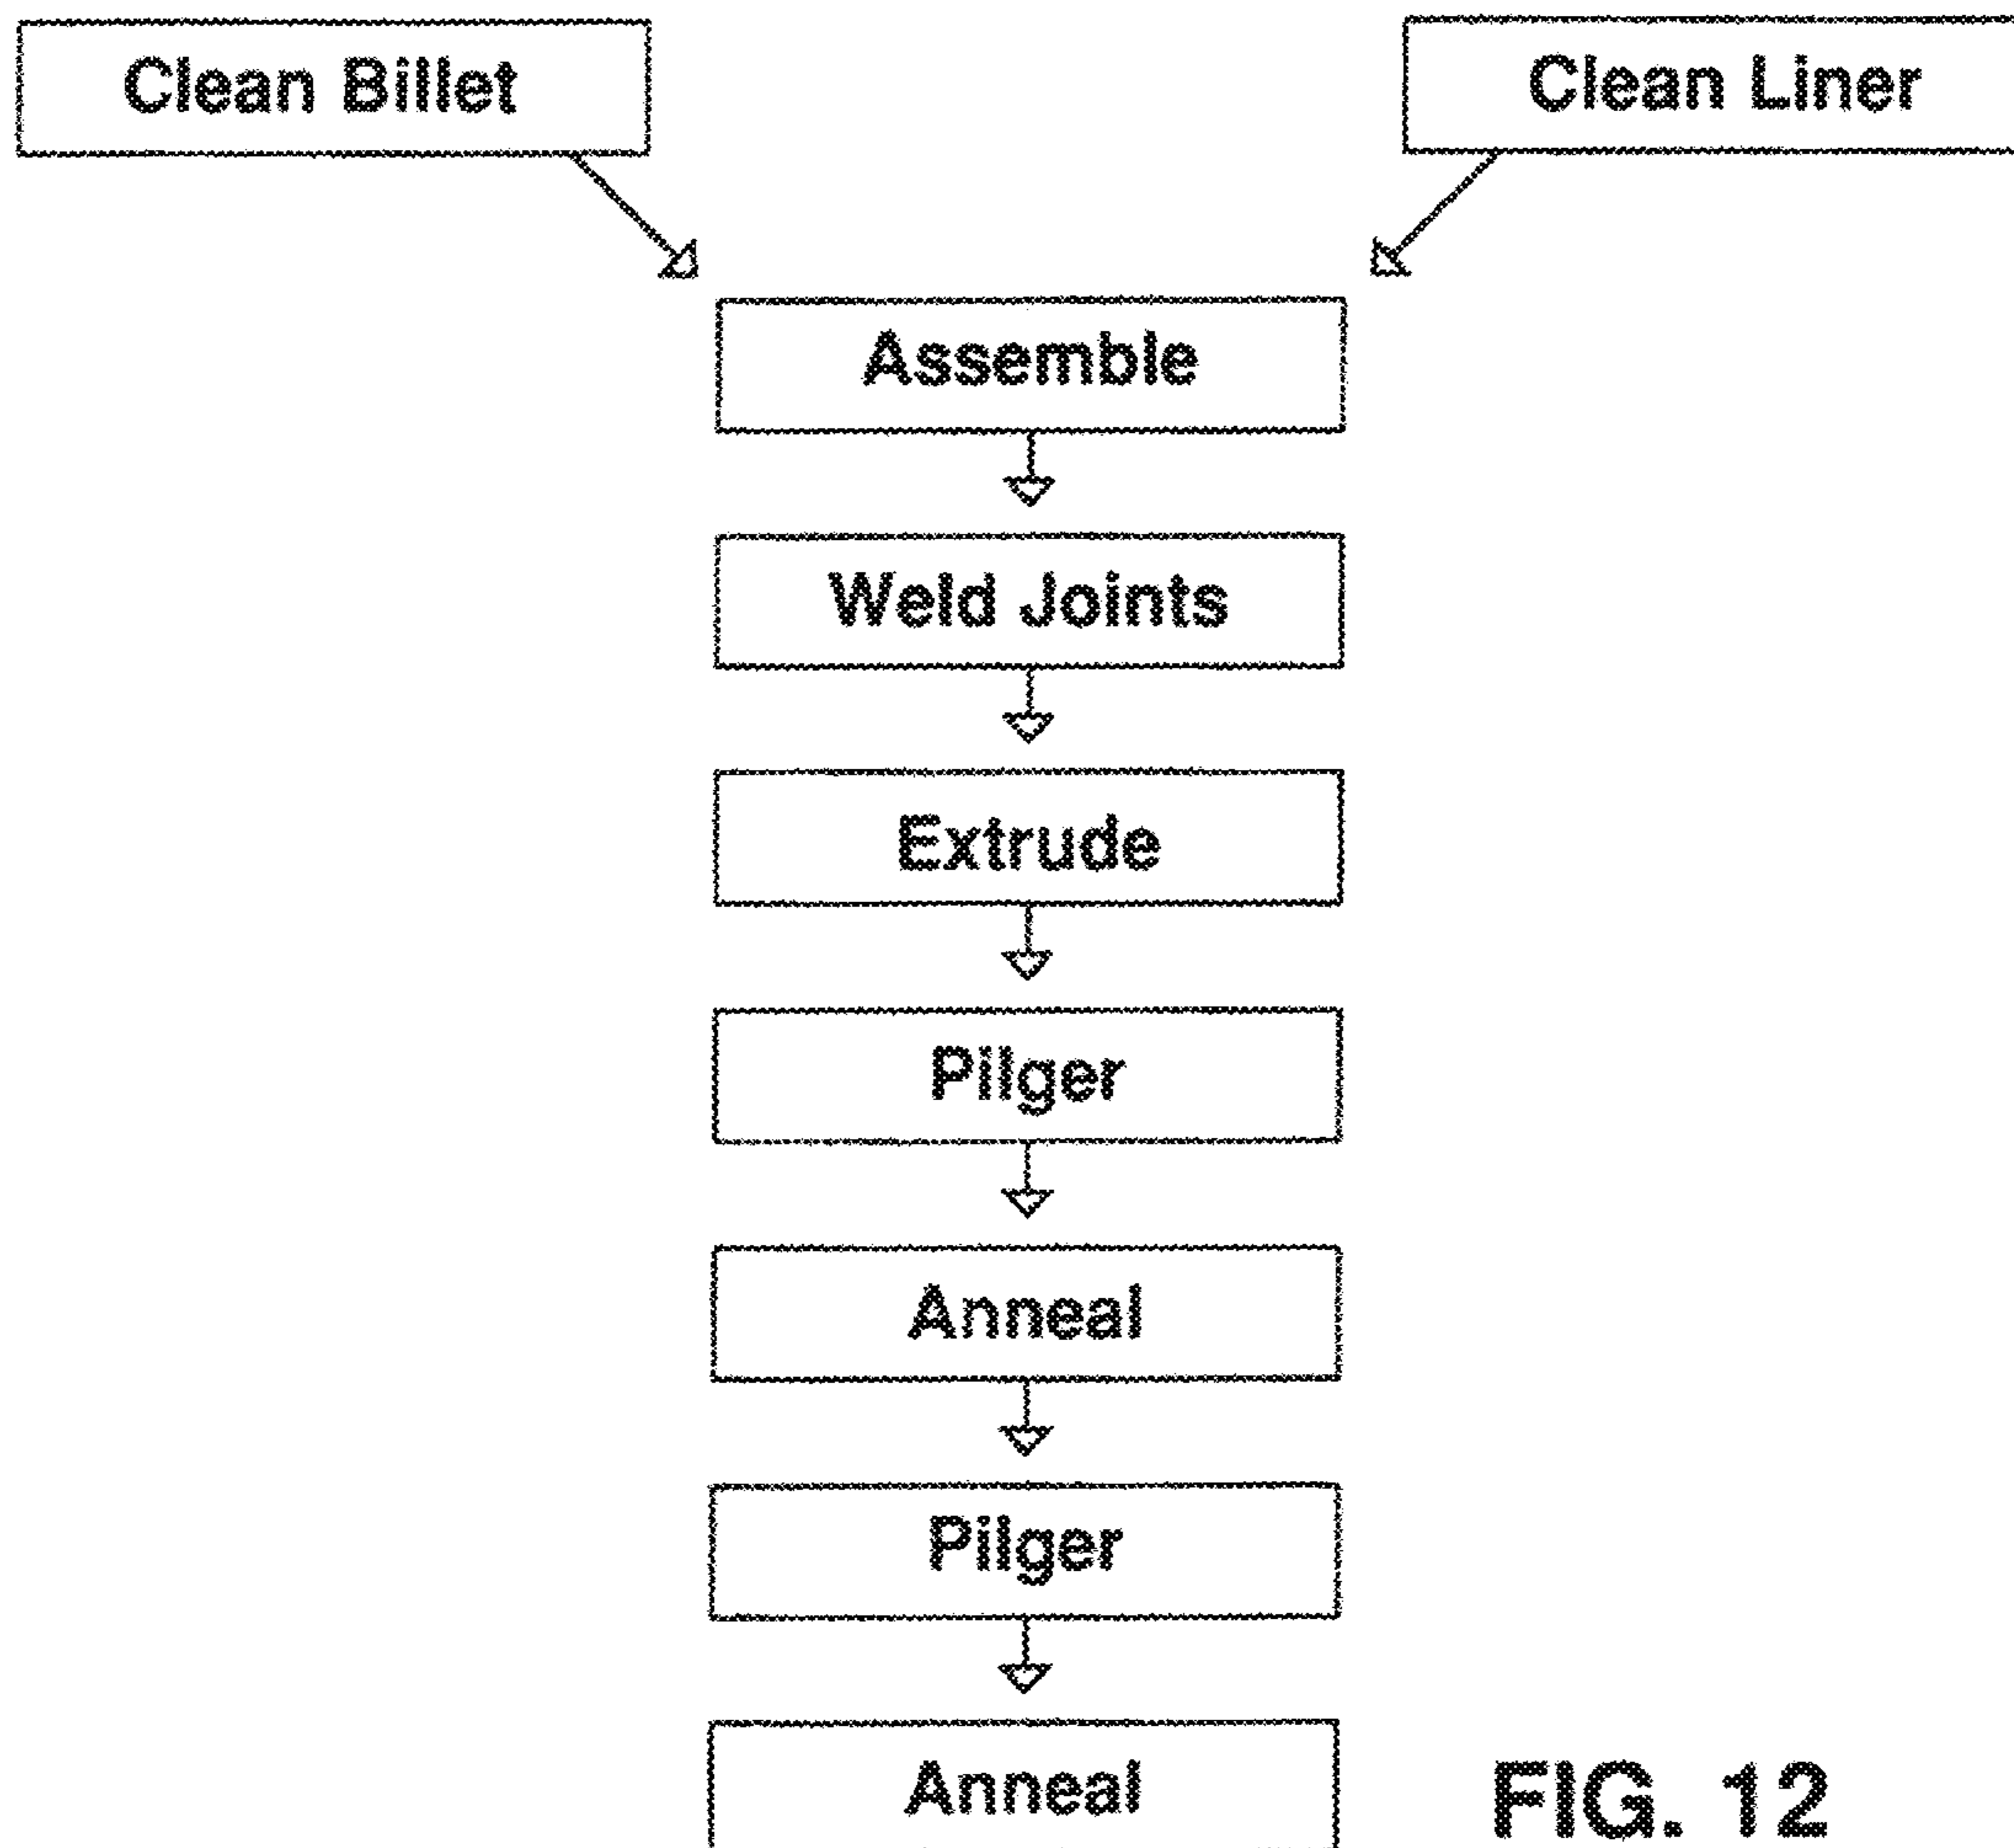 Clean Billet
Clean Liner
Assemble
Weld Joints
Extrude
Pilger
Anneal
Pilger
Anneal
FIG. 12